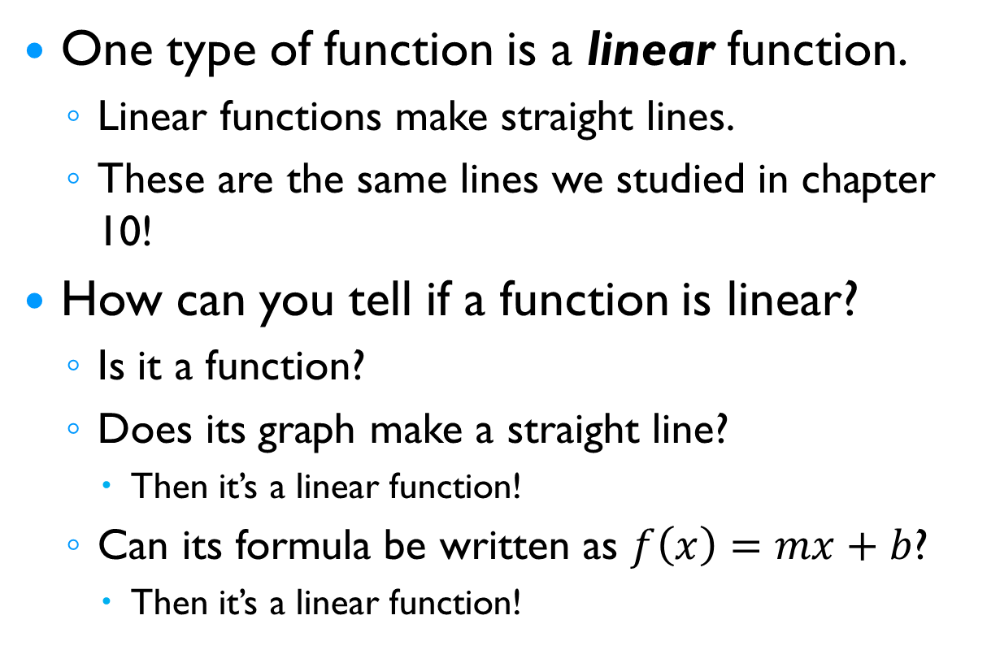 • One type of function is a linear function.
◦ Linear functions make straight lines.
◦ These are the same lines we studied in chapter
10!
• How can you tell if a function is linear?
◦ Is it a function?
◦ Does its graph make a straight line?
• Then it’s a linear function!
◦ Can its formula be written as f(x) = mx + b?
• Then it’s a linear function!